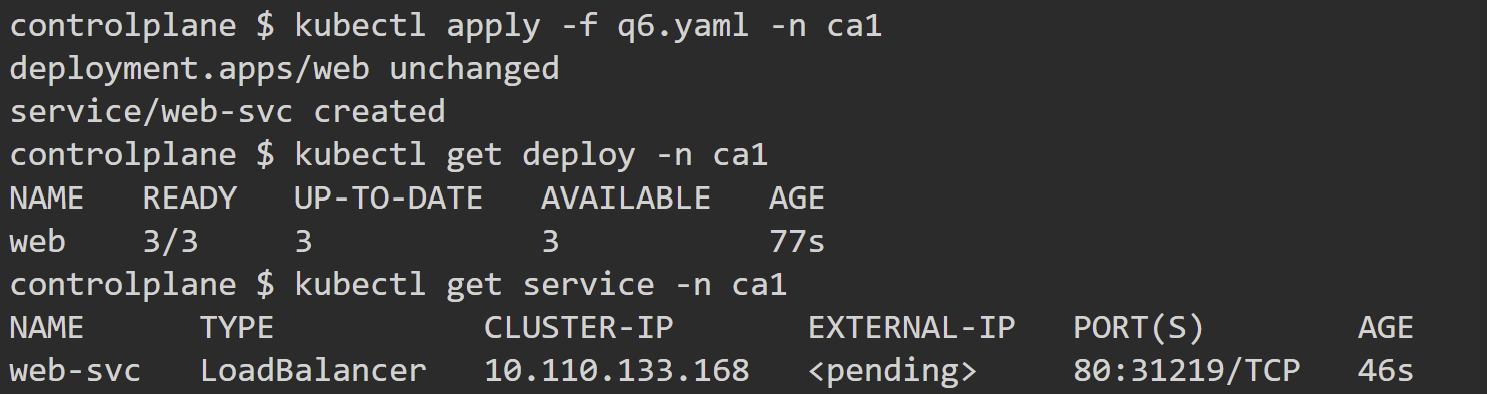 controlplane $ kubectl apply -f q6.yaml -n ca1
deployment.apps/web unchanged
service/web-svc created
controlplane $ kubectl get deploy -n ca1
NAME   READY   UP-TO-DATE   AVAILABLE   AGE
web    3/3     3            3           77s
controlplane $ kubectl get service -n ca1
NAME      TYPE           CLUSTER-IP       EXTERNAL-IP   PORT(S)        AGE
web-svc   LoadBalancer   10.110.133.168   <pending>     80:31219/TCP   46s